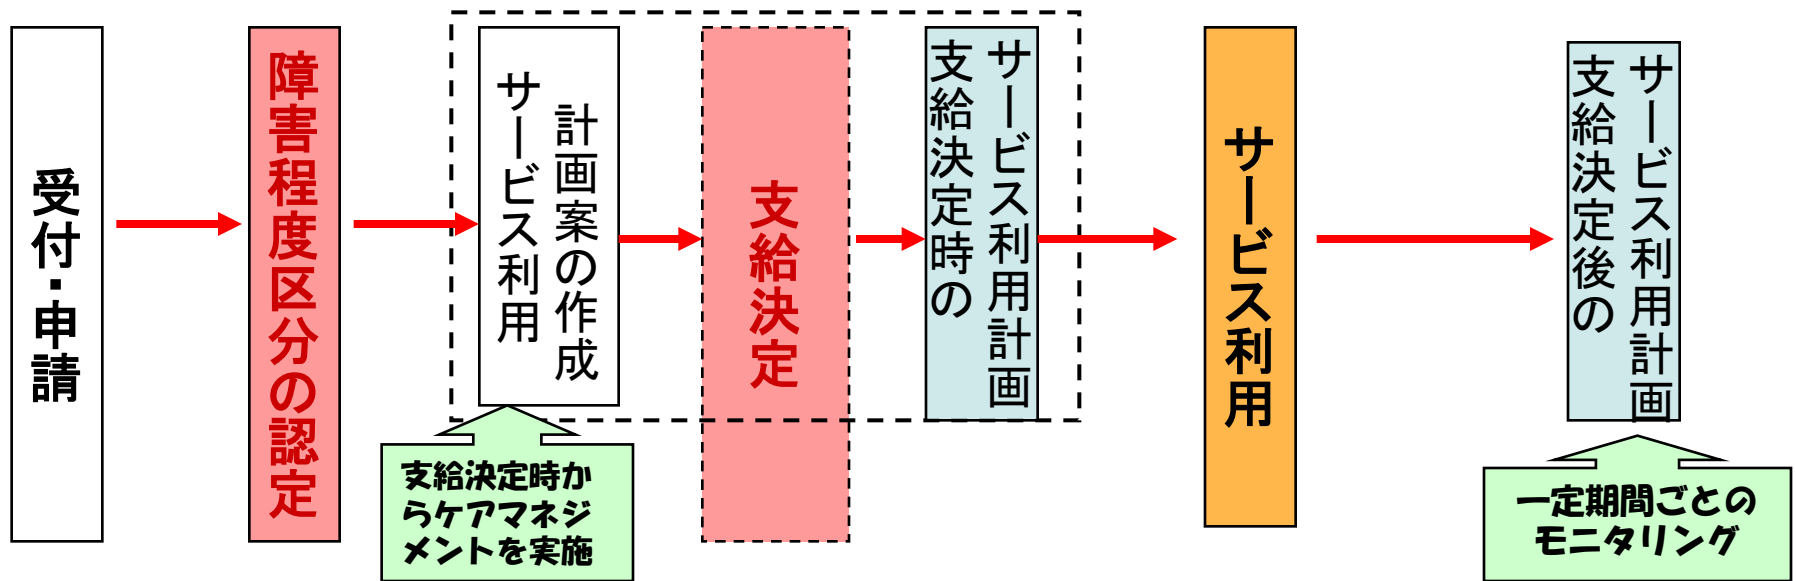 受付・申請
障害程度区分の認定
サービス利用
計画案の作成
支給決定
支給決定時の
サービス利用計画
サービス利用
支給決定後の
サービス利用計画
支給決定時か
らケアマネジ
メントを実施
一定期間ごとの
モニタリング